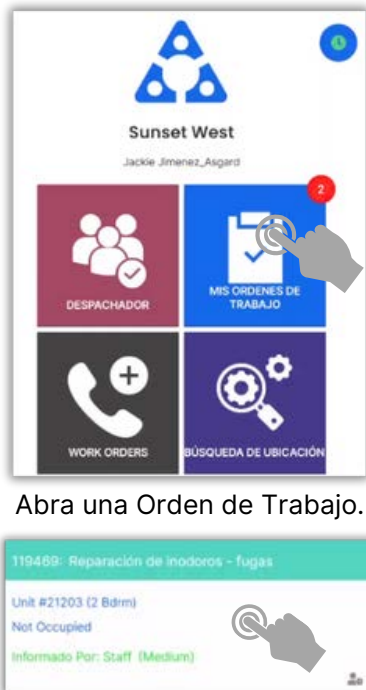 Sunset West
Jackie Jimenez_Asgard
2
DESPACHADOR
MIS ORDENES DE
TRABAJO
WORK ORDERS
BÚSQUEDA DE UBICACIÓN
Abra una Orden de Trabajo.
119469: Reparación de inodoros - fugas
Unit #21203 (2 Bdrm)
Not Occupied
Informado Por: Staff (Medium)